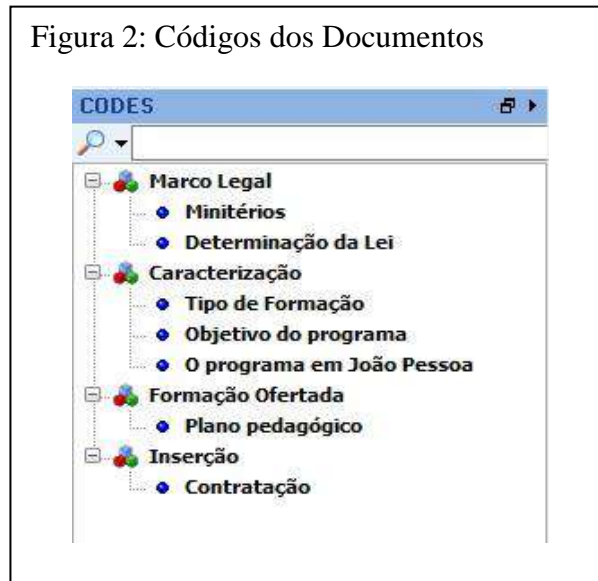 Figura 2: Códigos dos Documentos
CODES
Marco Legal
Minitérios
Determinação da Lei
Caracterização
Tipo de Formação
Objetivo do programa
O programa em João Pessoa
Formação Ofertada
Plano pedagógico
Inserção
Contratação